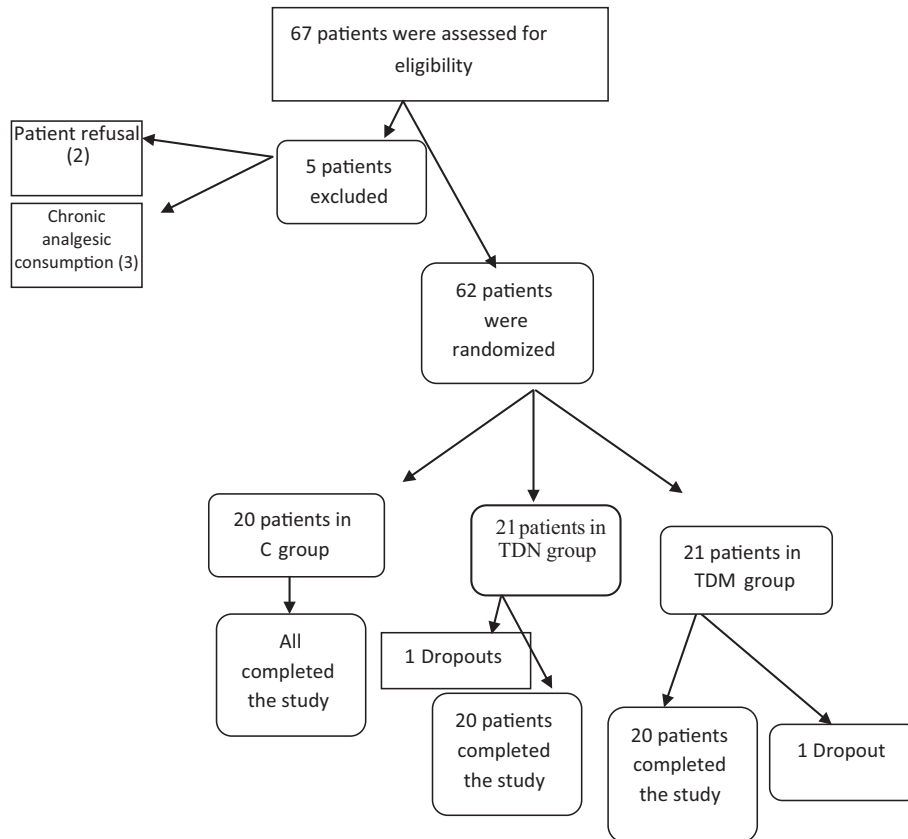 67 patients were assessed for
eligibility
Patient refusal
(2)
5 patients
excluded
Chronic
analgesic
consumption (3)
62 patients
were
randomized
20 patients in
C group
21 patients in
TDN group
21 patients in
TDM group
All
completed
the study
1 Dropouts
20 patients
completed
the study
20 patients
completed
the study
1 Dropout